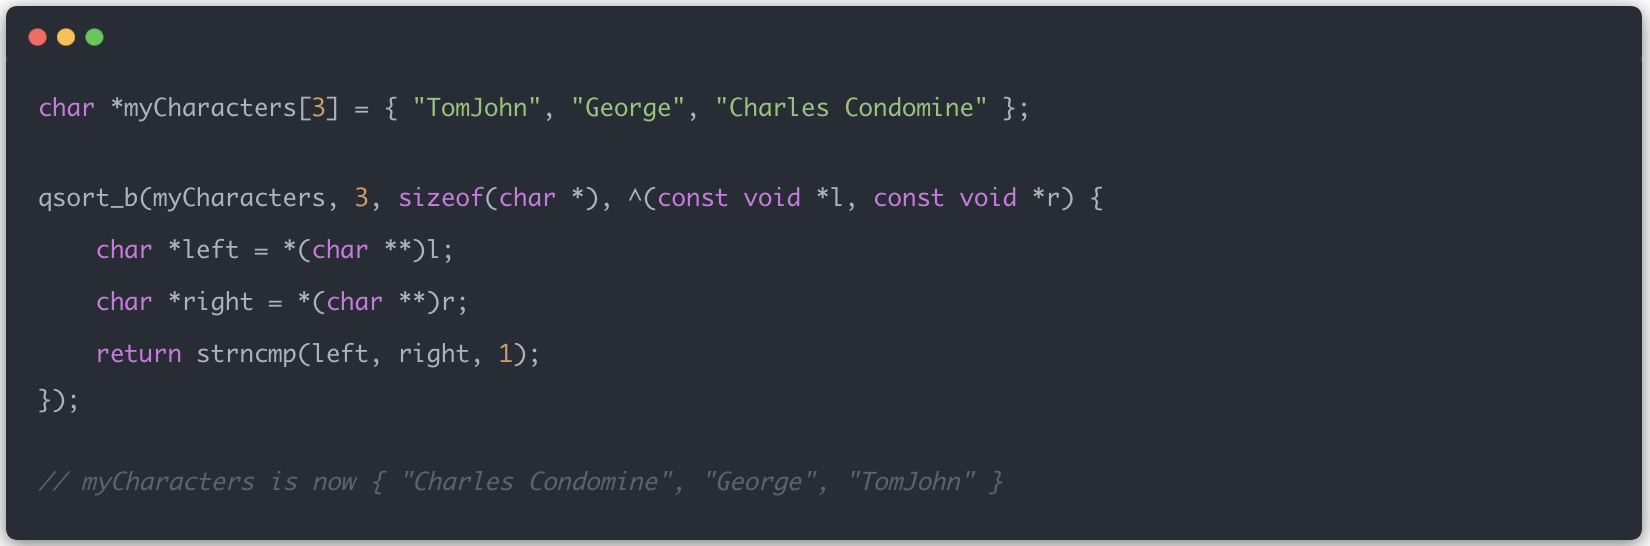 char *myCharacters[3] = { "TomJohn", "George", "Charles Condomine" };
qsort_b(myCharacters, 3, sizeof(char *), ^(const void *l, const void *r) {
    char *left = *(char **)l;
    char *right = *(char **)r;
    return strncmp(left, right, 1);
});
// myCharacters is now { "Charles Condomine", "George", "TomJohn" }